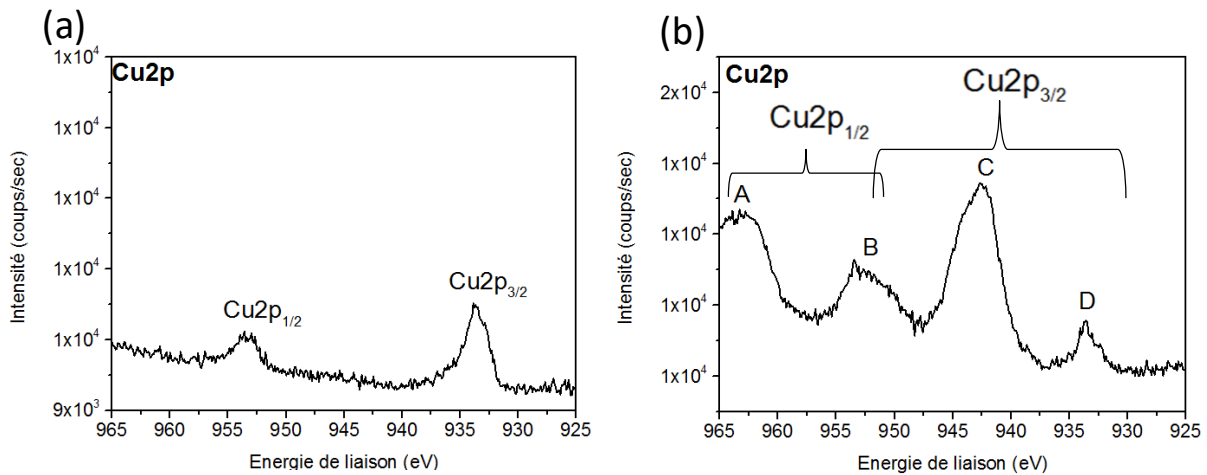 (a)
Cu2p
1x10⁴
1x10⁴
1x10⁴
1x10⁴
1x10⁴
9x10³
Intensité (coups/sec)
Cu2p₁/₂
Cu2p₃/₂
965 960 955 950 945 940 935 930 925
Energie de liaison (eV)
(b)
Cu2p
2x10⁴
1x10⁴
1x10⁴
1x10⁴
1x10⁴
Intensité (coups/sec)
Cu2p₁/₂
Cu2p₃/₂
A
B
C
D
965 960 955 950 945 940 935 930 925
Energie de liaison (eV)